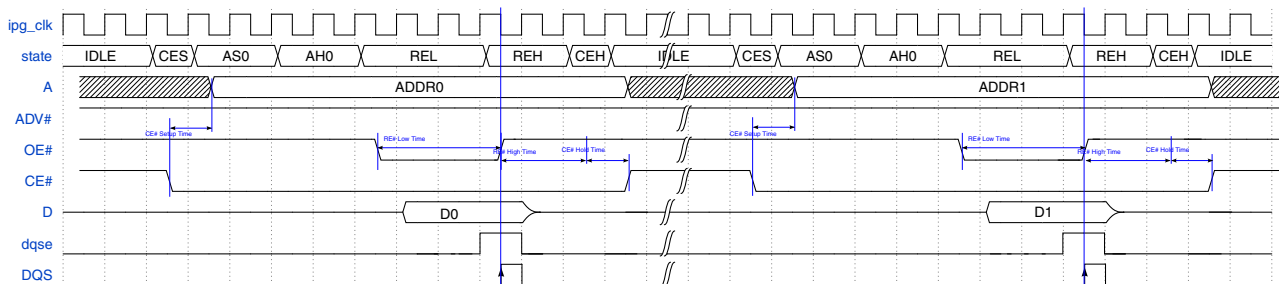 ipg_clk
state IDLE CES AS0 AH0 REL REH CEH IDLE CES AS0 AH0 REL REH CEH IDLE
A ADDR0 ADDR1
ADV#
CE# Setup Time CE# Setup Time
RE# Low Time RE# Low Time
OE# RE# High Time CE# Hold Time RE# High Time CE# Hold Time
CE#
D D0 D1
dqse
DQS